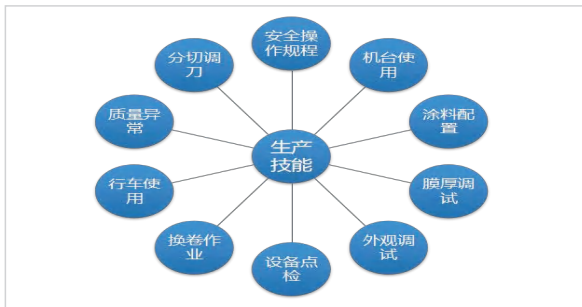 安全操
作规程
机台使
用
涂料配
置
膜厚调
试
外观调
试
设备点
检
换卷作
业
行车使
用
质量异
常
分切调
刀
生产
技能